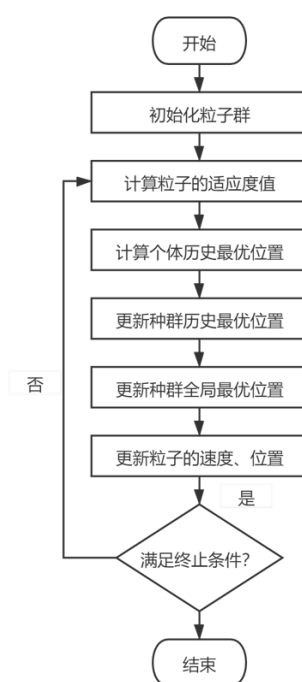 开始
初始化粒子群
计算粒子的适应度值
计算个体历史最优位置
更新种群历史最优位置
否
更新种群全局最优位置
更新粒子的速度、位置
是
满足终止条件?
结束